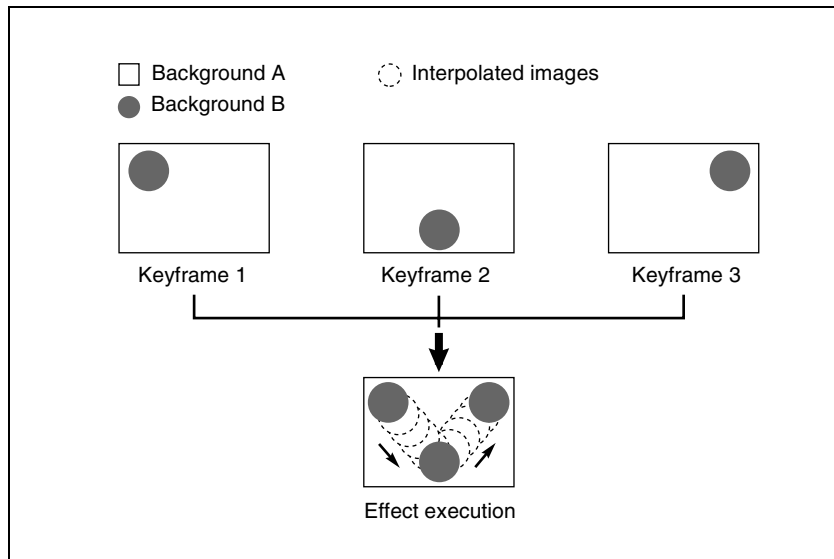 Background A
Interpolated images
Background B
Keyframe 1
Keyframe 2
Keyframe 3
Effect execution